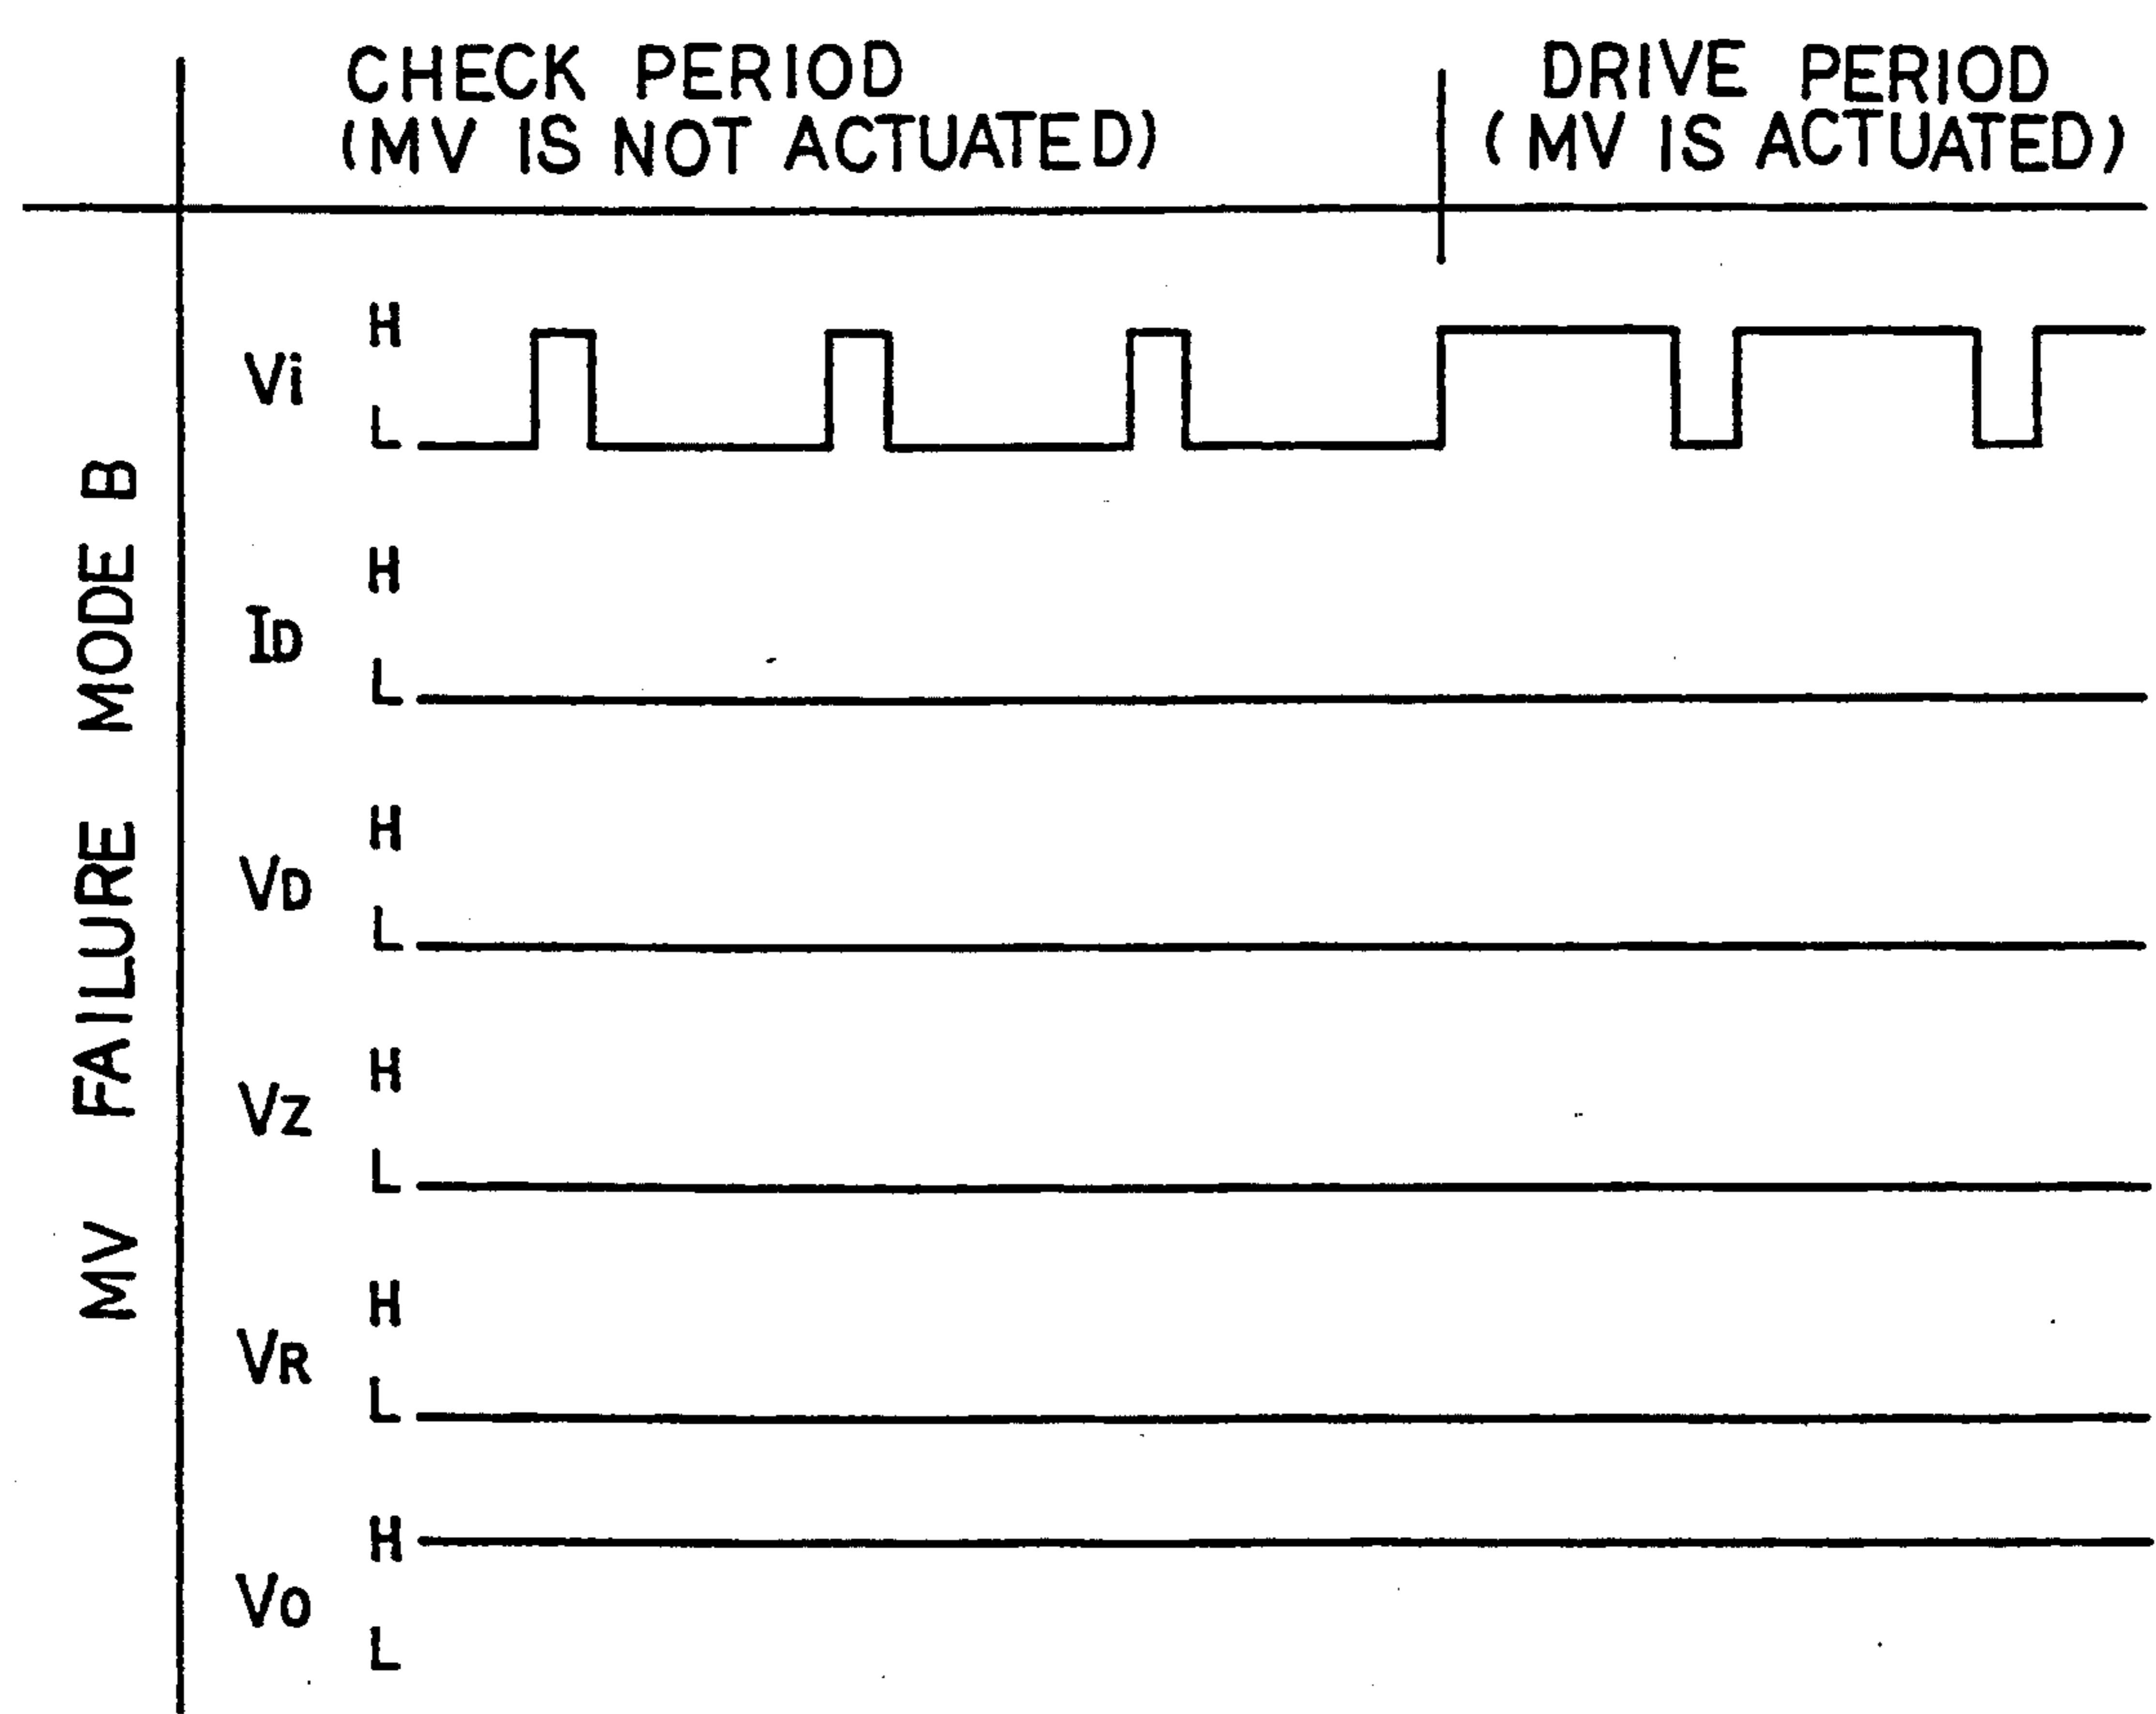 CHECK PERIOD
(MV IS NOT ACTUATED)
DRIVE PERIOD
(MV IS ACTUATED)
MV FAILURE MODE B
Vi
H
L
ID
H
L
VD
H
L
VZ
H
L
VR
H
L
VO
H
L